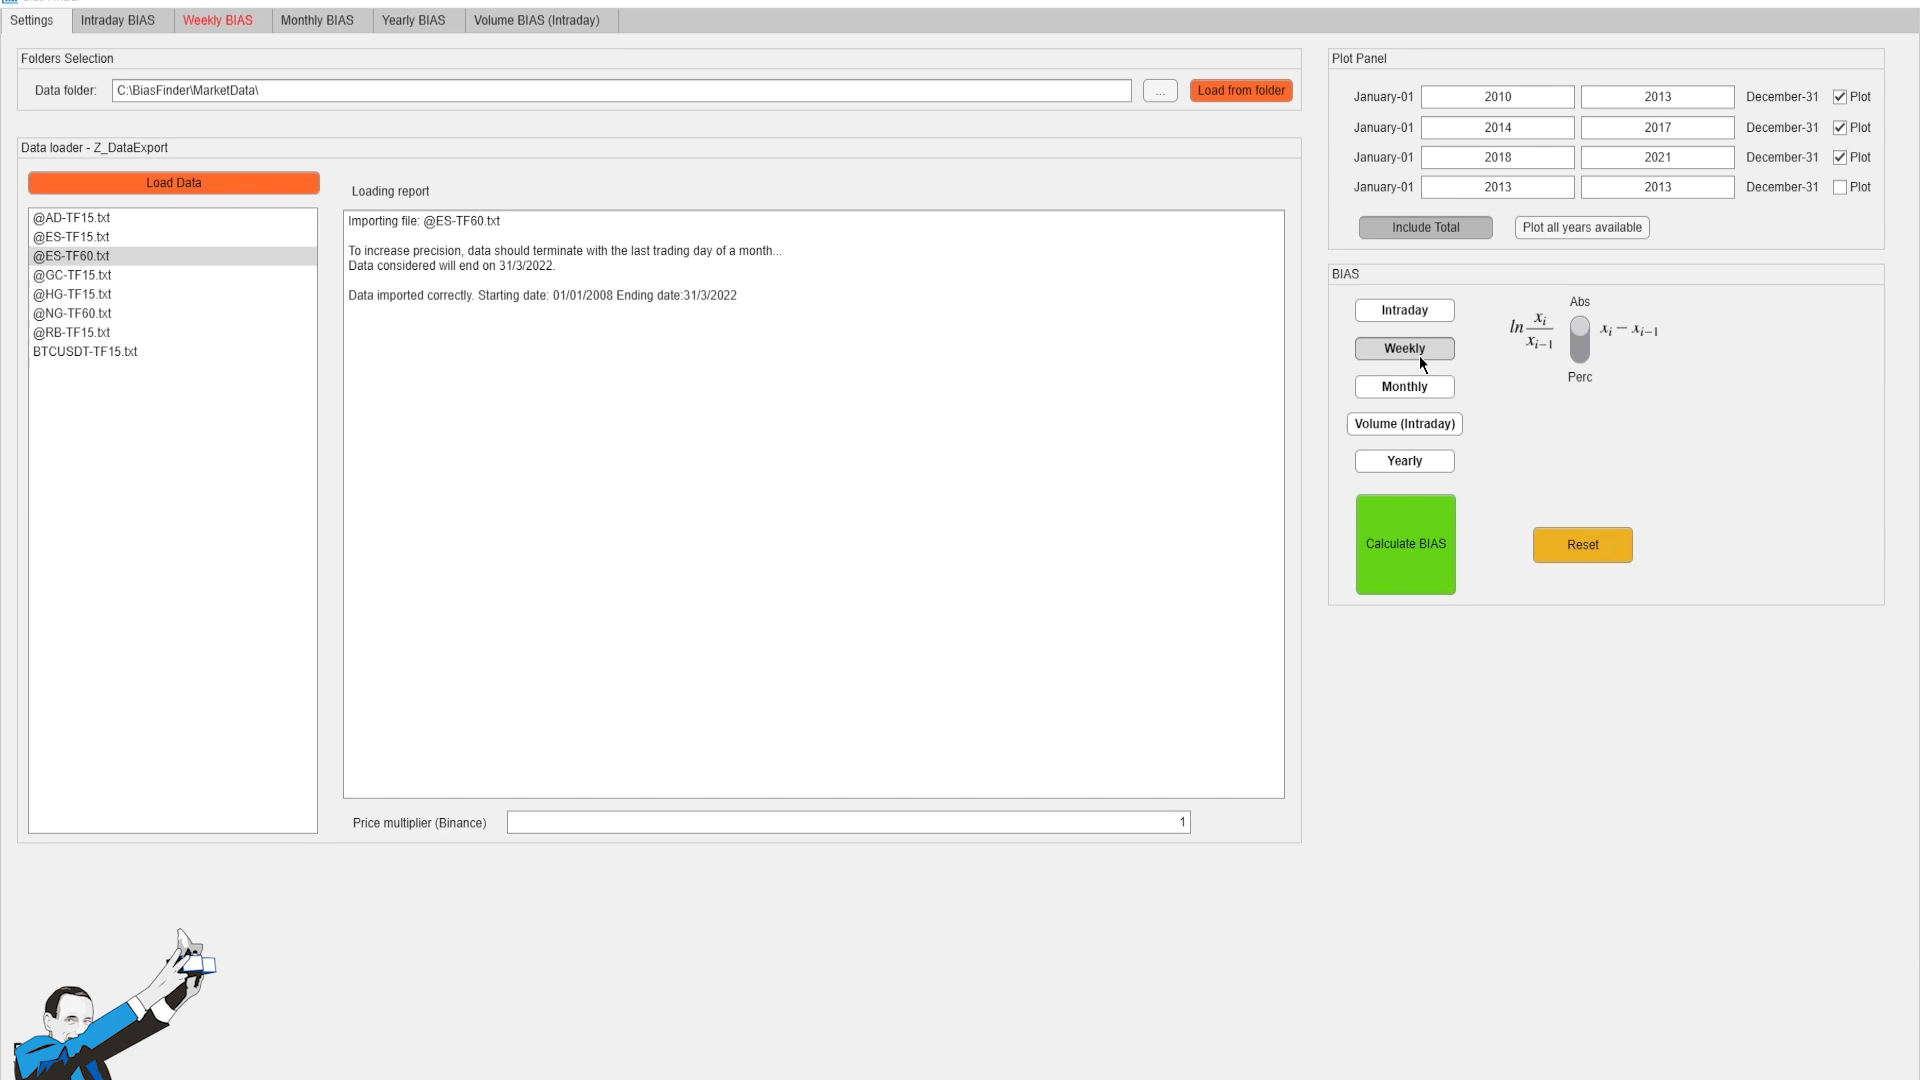 Settings
Intraday BIAS
Weekly BIAS
Monthly BIAS
Yearly BIAS
Volume BIAS (Intraday)
Folders Selection
Data folder:
C:\BiasFinder\MarketData\
...
Load from folder
Data loader - Z_DataExport
Load Data
@AD-TF15.txt
@ES-TF15.txt
@ES-TF60.txt
@GC-TF15.txt
@HG-TF15.txt
@NG-TF60.txt
@RB-TF15.txt
BTCUSDT-TF15.txt
Loading report
Importing file: @ES-TF60.txt
To increase precision, data should terminate with the last trading day of a month...
Data considered will end on 31/3/2022.
Data imported correctly. Starting date: 01/01/2008 Ending date:31/3/2022
Price multiplier (Binance)
1
Plot Panel
January-01 2010 2013 December-31 Plot
January-01 2014 2017 December-31 Plot
January-01 2018 2021 December-31 Plot
January-01 2013 2013 December-31 Plot
Include Total
Plot all years available
BIAS
Intraday
Weekly
Monthly
Volume (Intraday)
Yearly
Abs
ln x_i / x_{i-1}
x_i − x_{i−1}
Perc
Calculate BIAS
Reset